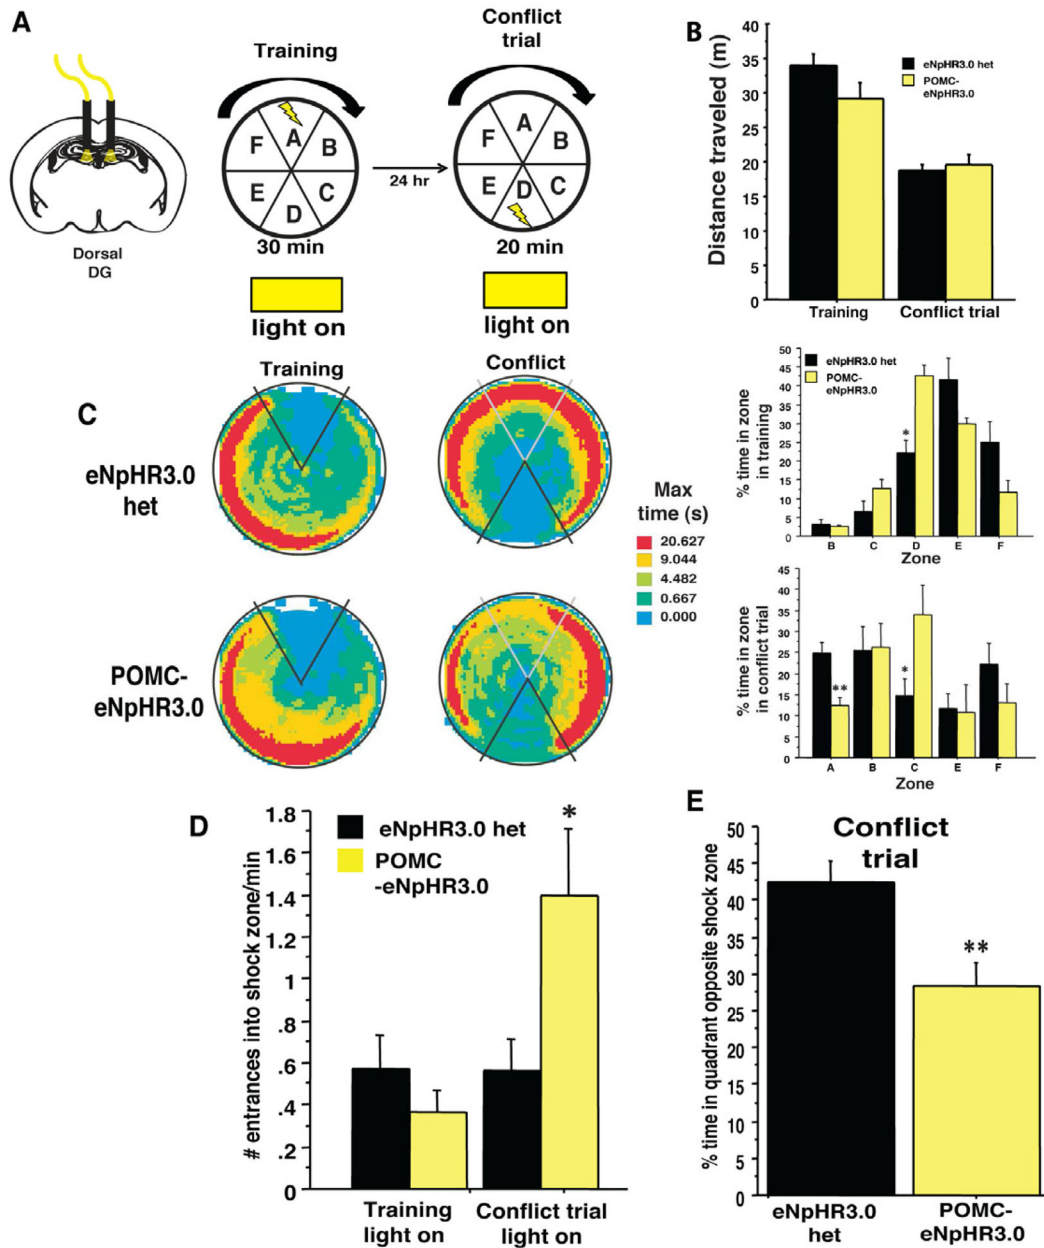 A
Training
Conflict
trial
F
A
B
E
D
C
24 hr
F
A
B
E
D
C
Dorsal
DG
30 min
20 min
light on
light on
B
Distance traveled (m)
40
35
30
25
20
15
10
5
0
eNpHR3.0 het
POMC-
eNpHR3.0
Training
Conflict trial
C
Training
Conflict
eNpHR3.0
het
POMC-
eNpHR3.0
Max
time (s)
20.627
9.044
4.482
0.667
0.000
% time in zone
in training
50
45
40
35
30
25
20
15
10
5
0
eNpHR3.0 het
POMC-
eNpHR3.0
*
B
C
D
E
F
Zone
% time in zone
in conflict trial
45
40
35
30
25
20
15
10
5
0
**
*
A
B
C
E
F
Zone
D
# entrances into shock zone/min
1.8
1.6
1.4
1.2
1
.8
.6
.4
.2
0
eNpHR3.0 het
POMC
-eNpHR3.0
*
Training
light on
Conflict trial
light on
E
Conflict
trial
% time in quadrant opposite shock zone
50
45
40
35
30
25
20
15
10
5
0
**
eNpHR3.0
het
POMC-
eNpHR3.0